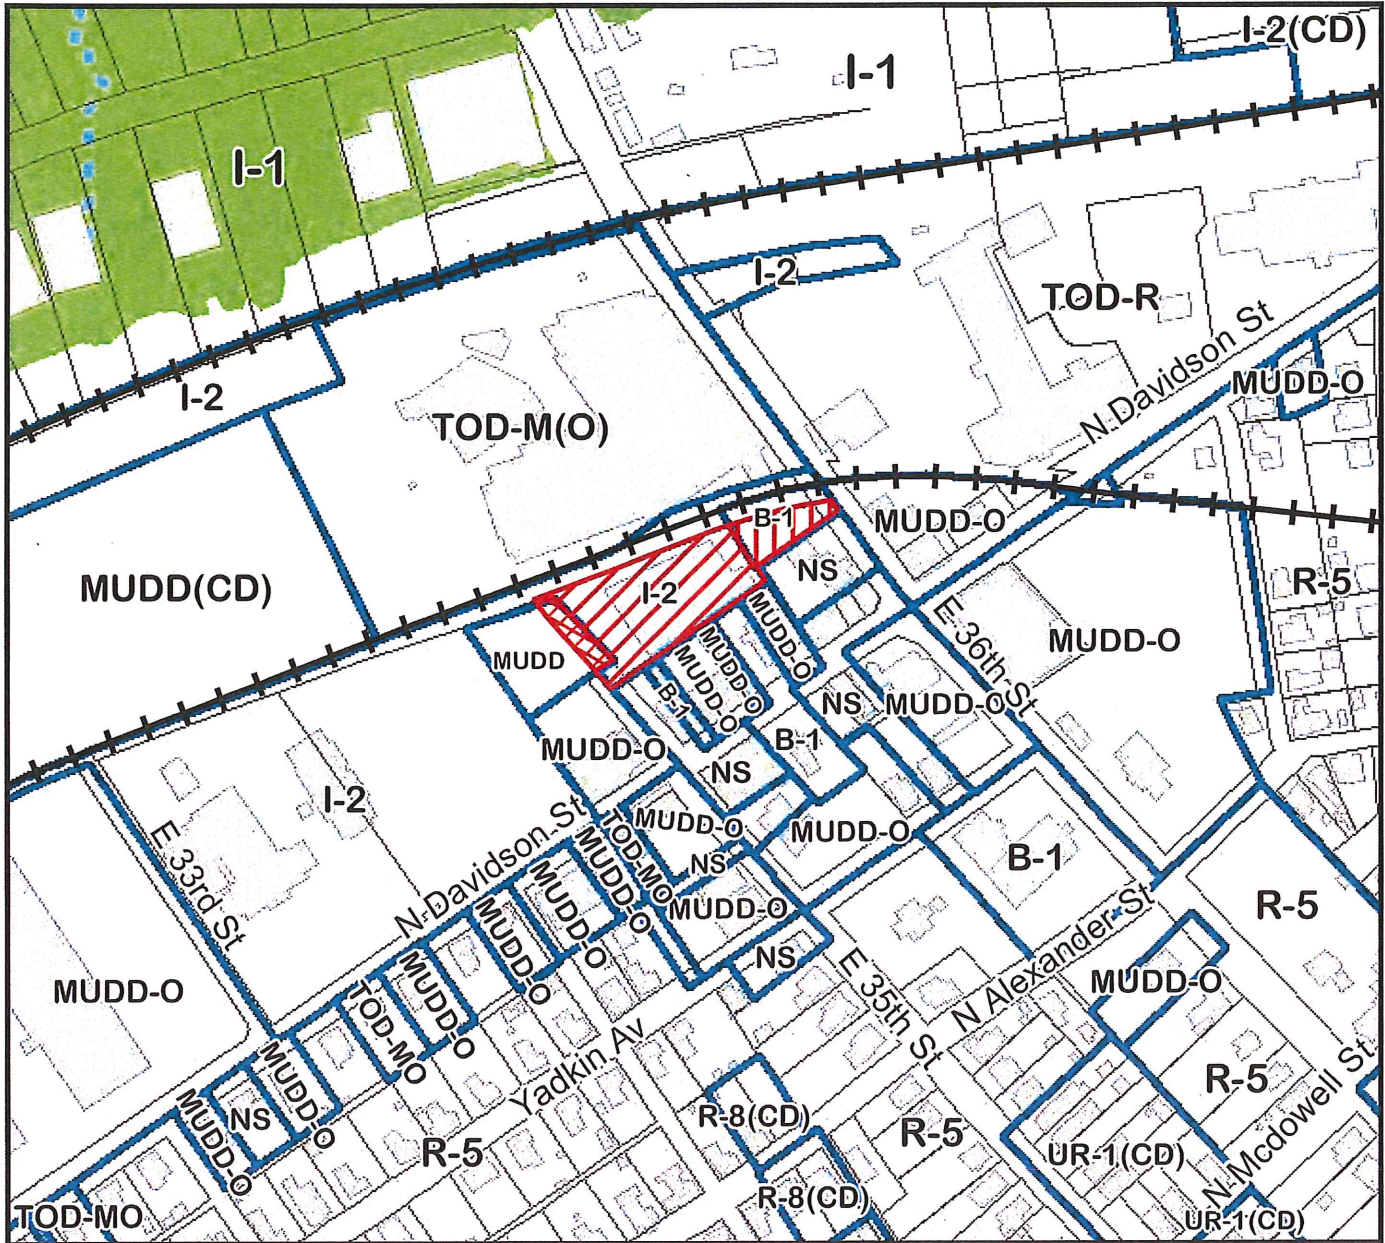 I-2(CD)
I-1
I-1
I-2
TOD-R
N Davidson St
MUDD-O
I-2
TOD-M(O)
B-1
MUDD-O
NS
I-2
R-5
MUDD(CD)
E 36th St
MUDD-O
MUDD
MUDD-O
MUDD-O
MUDD-O
B-1
NS
MUDD-O
B-1
MUDD-O
NS
I-2
E 33rd St
N Davidson St
TOD-MO
MUDD-O
MUDD-O
MUDD-O
NS
B-1
MUDD-O
MUDD-O
MUDD-O
R-5
NS
MUDD-O
MUDD-O
TOD-MO
MUDD-O
E 35th St
N Alexander St
MUDD-O
MUDD-O
MUDD-O
NS
Yadkin Av
R-5
R-8(CD)
R-5
R-5
UR-1(CD)
N Mcdowell St
R-8(CD)
UR-1(CD)
TOD-MO